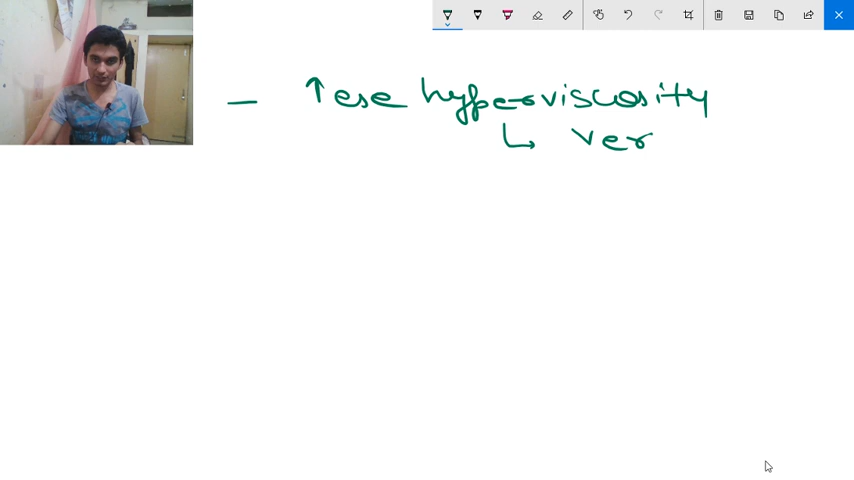 — ↑ese hyperviscosity
↳ ver